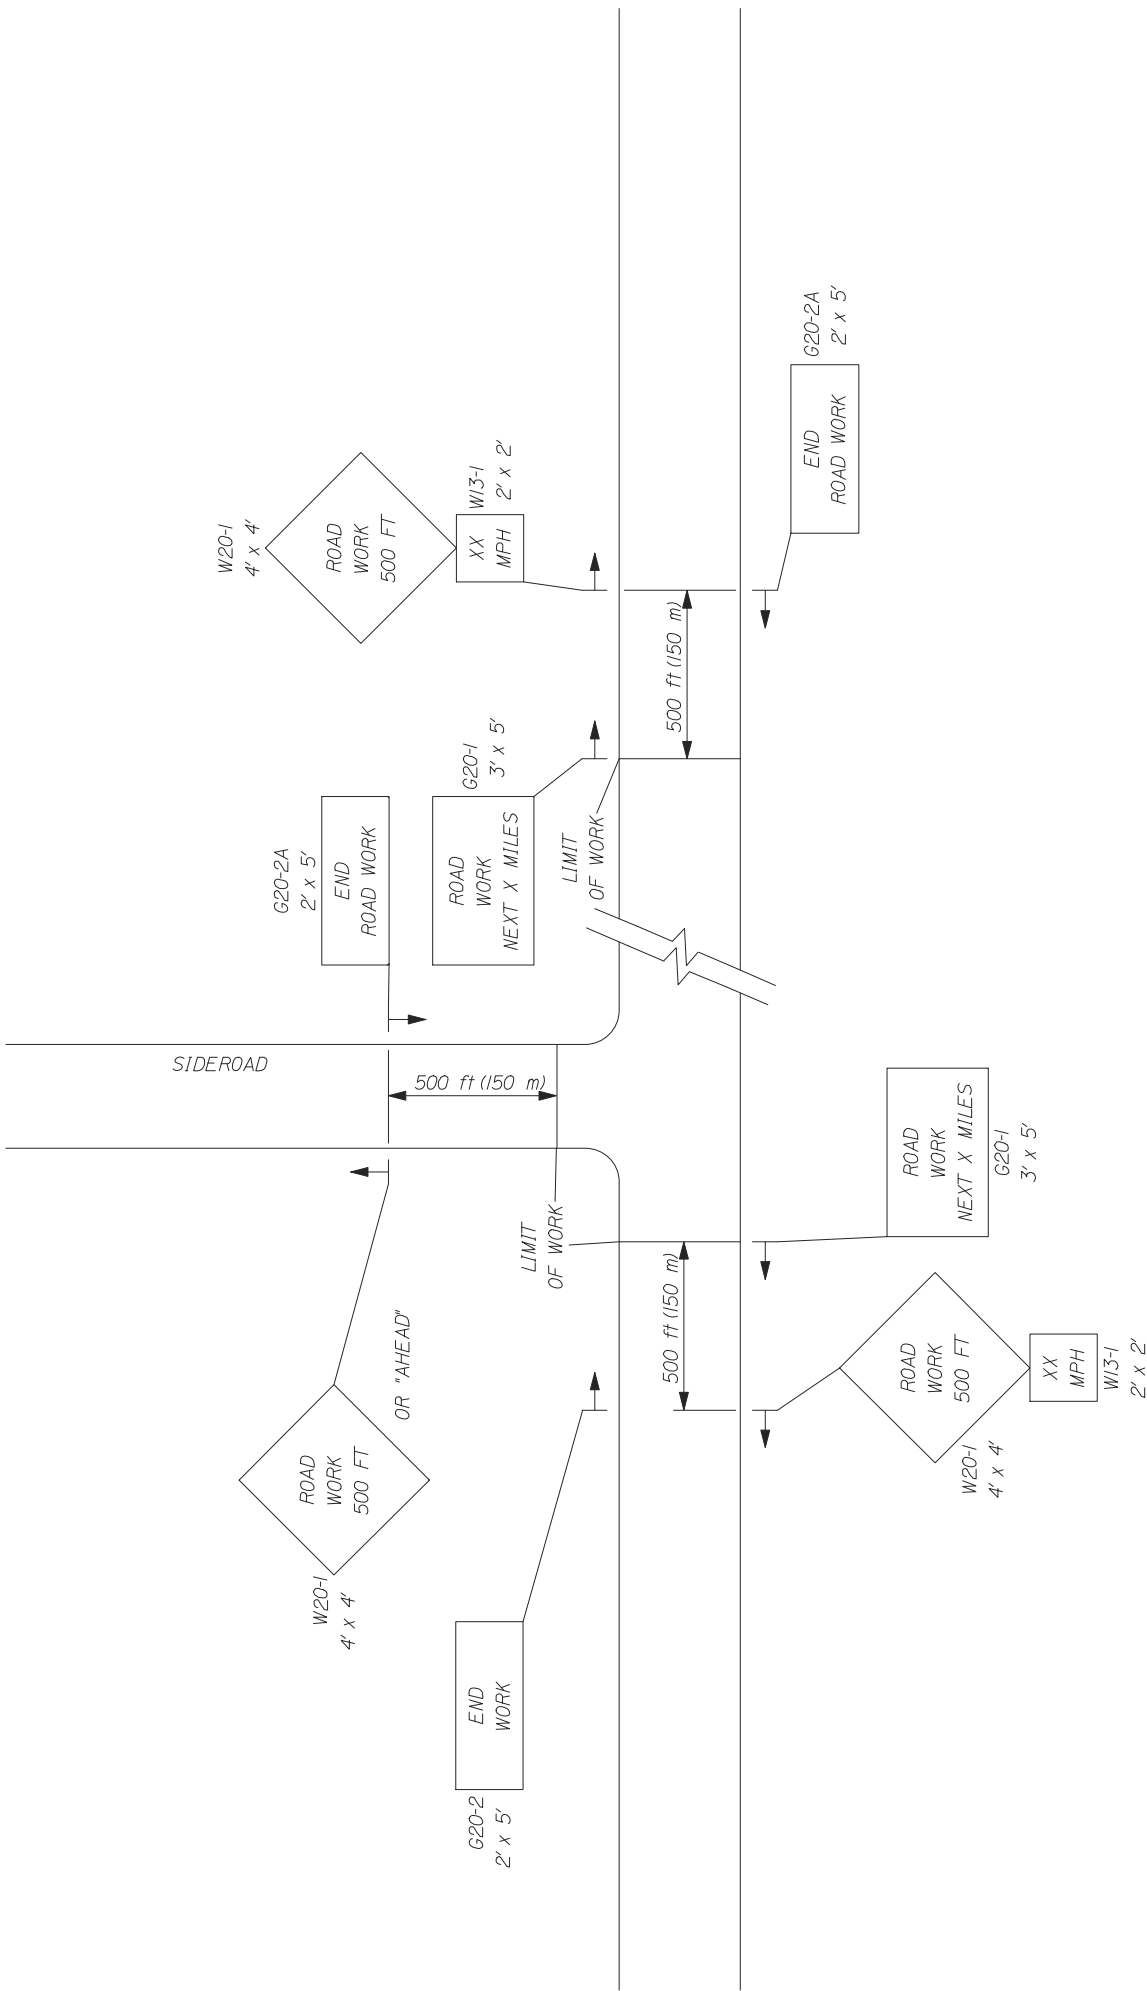 W20-1
4' x 4'
ROAD
WORK
500 FT
W13-1
2' x 2'
XX
MPH
G20-2A
2' x 5'
END
ROAD WORK
500 ft (150 m)
G20-1
3' x 5'
ROAD
WORK
NEXT X MILES
LIMIT
OF WORK
G20-2A
2' x 5'
END
ROAD WORK
SIDEROAD
500 ft (150 m)
ROAD
WORK
NEXT X MILES
G20-1
3' x 5'
LIMIT
OF WORK
500 ft (150 m)
OR "AHEAD"
ROAD
WORK
500 FT
W20-1
4' x 4'
ROAD
WORK
500 FT
W20-1
4' x 4'
XX
MPH
W13-1
2' x 2'
END
WORK
G20-2
2' x 5'